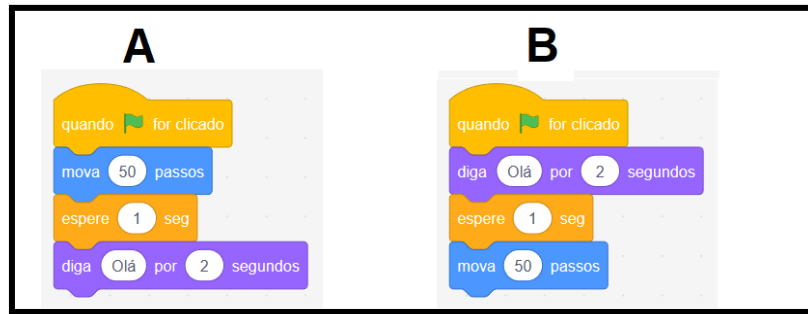 A
quando for clicado
mova 50 passos
espere 1 seg
diga Olá por 2 segundos
B
quando for clicado
diga Olá por 2 segundos
espere 1 seg
mova 50 passos